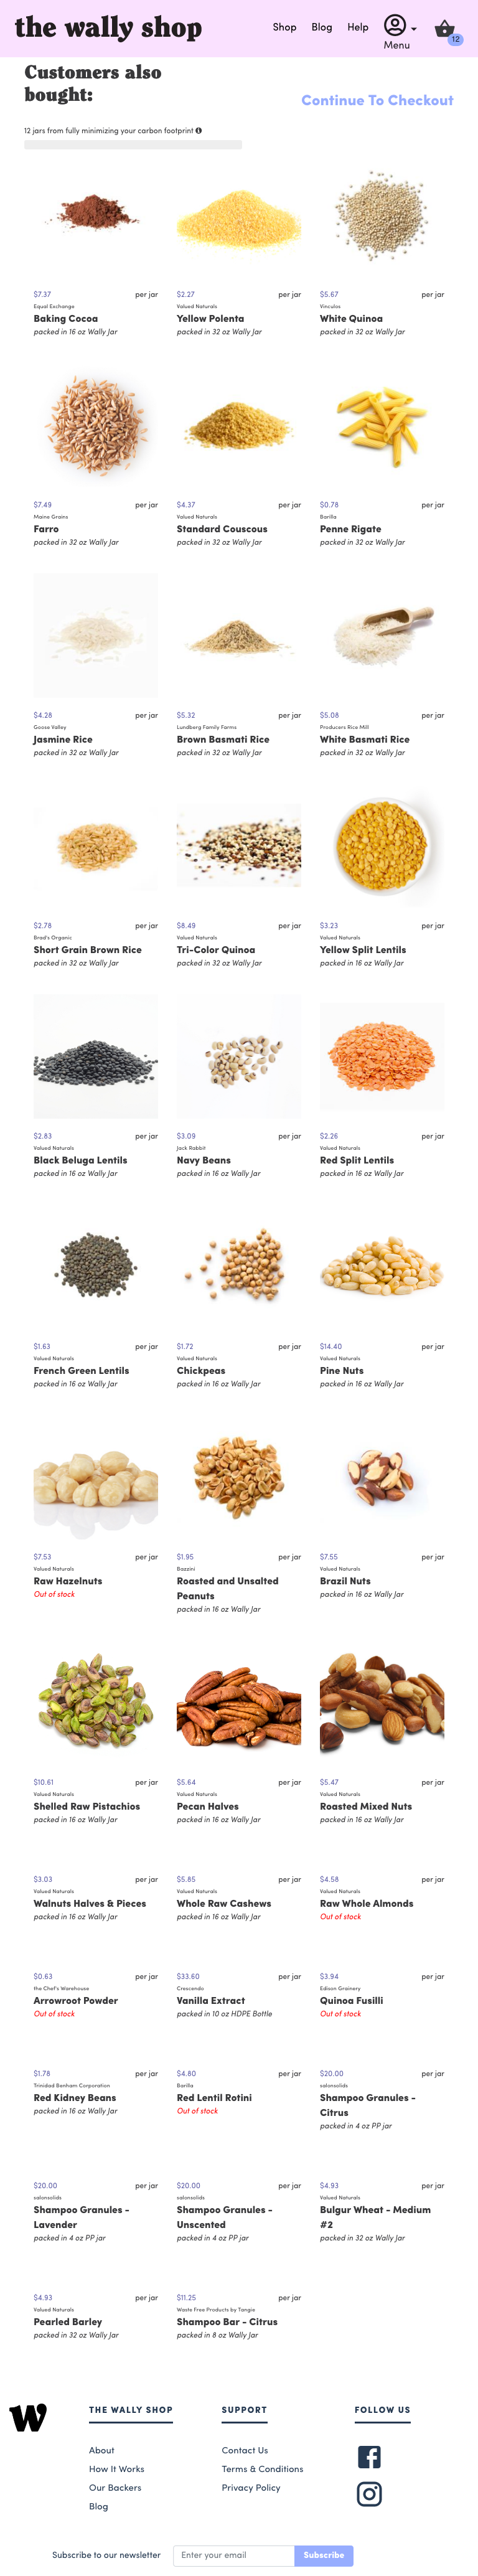 the wally shop
Shop Blog Help
Menu
12
Customers also
bought:
Continue To Checkout
12 jars from fully minimizing your carbon footprint
$7.37 per jar
Equal Exchange
Baking Cocoa
packed in 16 oz Wally Jar
$2.27 per jar
Valued Naturals
Yellow Polenta
packed in 32 oz Wally Jar
$5.67 per jar
Vinculos
White Quinoa
packed in 32 oz Wally Jar
$7.49 per jar
Maine Grains
Farro
packed in 32 oz Wally Jar
$4.37 per jar
Valued Naturals
Standard Couscous
packed in 32 oz Wally Jar
$0.78 per jar
Barilla
Penne Rigate
packed in 32 oz Wally Jar
$4.28 per jar
Goose Valley
Jasmine Rice
packed in 32 oz Wally Jar
$5.32 per jar
Lundberg Family Farms
Brown Basmati Rice
packed in 32 oz Wally Jar
$5.08 per jar
Producers Rice Mill
White Basmati Rice
packed in 32 oz Wally Jar
$2.78 per jar
Brad's Organic
Short Grain Brown Rice
packed in 32 oz Wally Jar
$8.49 per jar
Valued Naturals
Tri-Color Quinoa
packed in 32 oz Wally Jar
$3.23 per jar
Valued Naturals
Yellow Split Lentils
packed in 16 oz Wally Jar
$2.83 per jar
Valued Naturals
Black Beluga Lentils
packed in 16 oz Wally Jar
$3.09 per jar
Jack Rabbit
Navy Beans
packed in 16 oz Wally Jar
$2.26 per jar
Valued Naturals
Red Split Lentils
packed in 16 oz Wally Jar
$1.63 per jar
Valued Naturals
French Green Lentils
packed in 16 oz Wally Jar
$1.72 per jar
Valued Naturals
Chickpeas
packed in 16 oz Wally Jar
$14.40 per jar
Valued Naturals
Pine Nuts
packed in 16 oz Wally Jar
$7.53 per jar
Valued Naturals
Raw Hazelnuts
Out of stock
$1.95 per jar
Bazzini
Roasted and Unsalted
Peanuts
packed in 16 oz Wally Jar
$7.55 per jar
Valued Naturals
Brazil Nuts
packed in 16 oz Wally Jar
$10.61 per jar
Valued Naturals
Shelled Raw Pistachios
packed in 16 oz Wally Jar
$5.64 per jar
Valued Naturals
Pecan Halves
packed in 16 oz Wally Jar
$5.47 per jar
Valued Naturals
Roasted Mixed Nuts
packed in 16 oz Wally Jar
$3.03 per jar
Valued Naturals
Walnuts Halves & Pieces
packed in 16 oz Wally Jar
$5.85 per jar
Valued Naturals
Whole Raw Cashews
packed in 16 oz Wally Jar
$4.58 per jar
Valued Naturals
Raw Whole Almonds
Out of stock
$0.63 per jar
the Chef's Warehouse
Arrowroot Powder
Out of stock
$33.60 per jar
Crescendo
Vanilla Extract
packed in 10 oz HDPE Bottle
$3.94 per jar
Edison Grainery
Quinoa Fusilli
Out of stock
$1.78 per jar
Trinidad Benham Corporation
Red Kidney Beans
packed in 16 oz Wally Jar
$4.80 per jar
Barilla
Red Lentil Rotini
Out of stock
$20.00 per jar
salonsolids
Shampoo Granules -
Citrus
packed in 4 oz PP jar
$20.00 per jar
salonsolids
Shampoo Granules -
Lavender
packed in 4 oz PP jar
$20.00 per jar
salonsolids
Shampoo Granules -
Unscented
packed in 4 oz PP jar
$4.93 per jar
Valued Naturals
Bulgur Wheat - Medium
#2
packed in 32 oz Wally Jar
$4.93 per jar
Valued Naturals
Pearled Barley
packed in 32 oz Wally Jar
$11.25 per jar
Waste Free Products by Tangie
Shampoo Bar - Citrus
packed in 8 oz Wally Jar
W
THE WALLY SHOP
About
How It Works
Our Backers
Blog
SUPPORT
Contact Us
Terms & Conditions
Privacy Policy
FOLLOW US
Subscribe to our newsletter
Enter your email
Subscribe